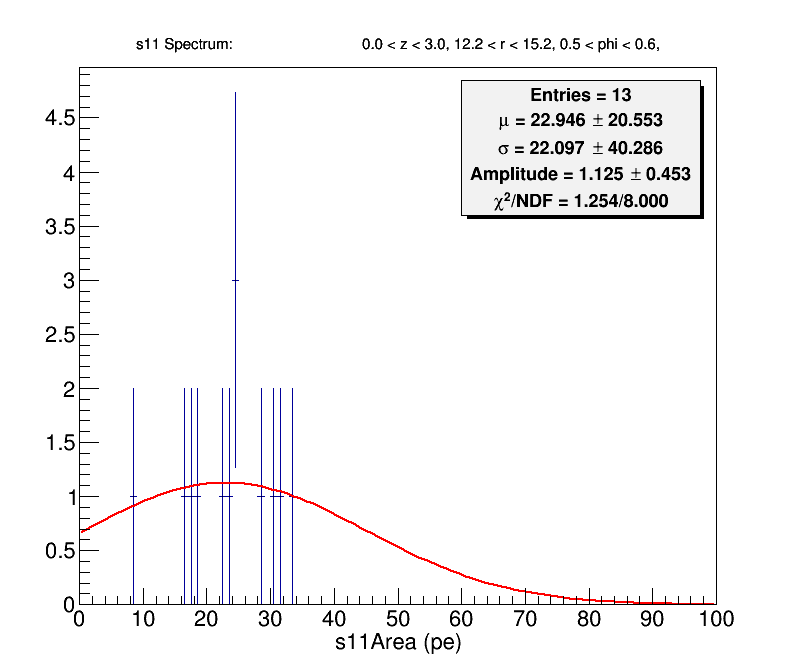 s11 Spectrum: 0.0 < z < 3.0, 12.2 < r < 15.2, 0.5 < phi < 0.6,
Entries = 13
μ = 22.946 ± 20.553
σ = 22.097 ± 40.286
Amplitude = 1.125 ± 0.453
χ²/NDF = 1.254/8.000
4.5
4
3.5
3
2.5
2
1.5
1
0.5
0
0 10 20 30 40 50 60 70 80 90 100
s11Area (pe)